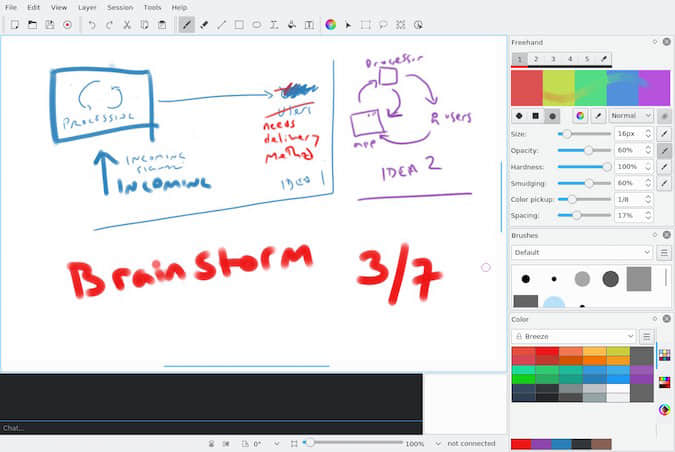 File Edit View Layer Session Tools Help
PROCESSING
Users
needs
delivery
method
INCOMING
SIGNAL
INCOMING
IDEA 1
Processor
app
users
IDEA 2
Brainstorm 3/7
Freehand
1 2 3 4 5
Normal
Size: 16px
Opacity: 60%
Hardness: 100%
Smudging: 60%
Color pickup: 1/8
Spacing: 17%
Brushes
Default
Color
Breeze
Chat...
0° 100% not connected